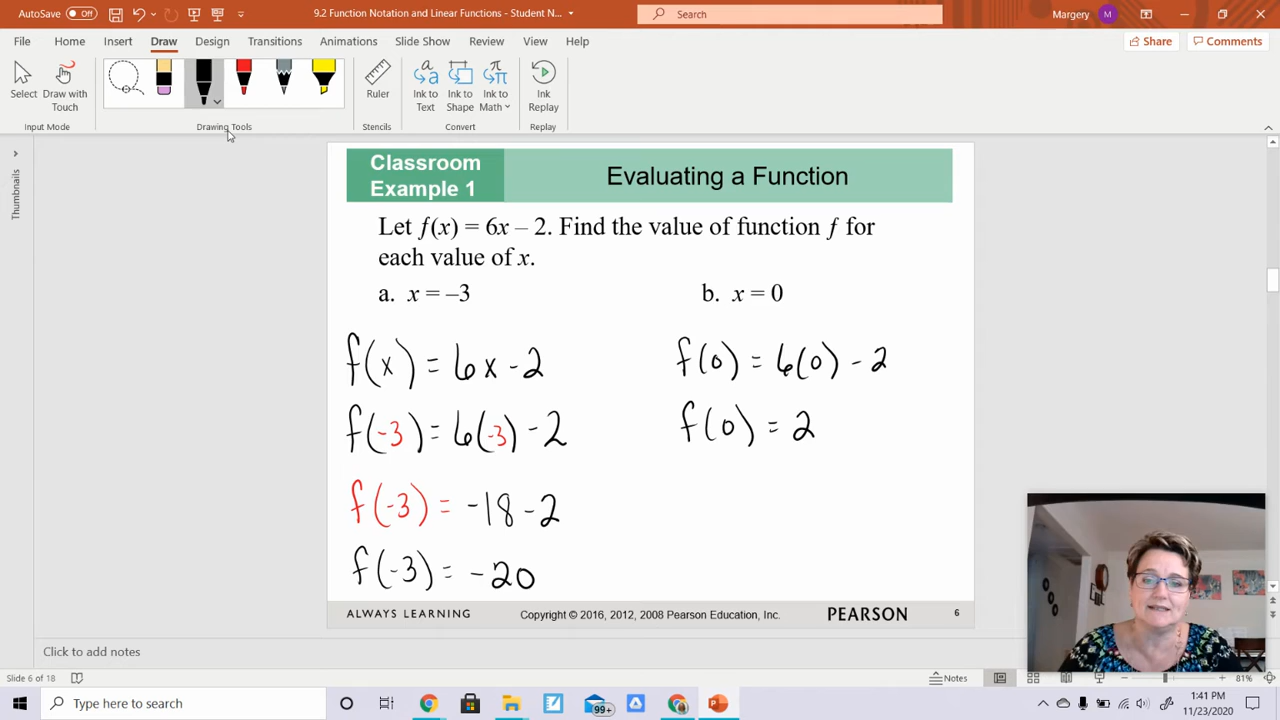 AutoSave Off 9.2 Function Notation and Linear Functions - Student N... Search Margery M
File Home Insert Draw Design Transitions Animations Slide Show Review View Help Share Comments
Select Draw with Touch Ruler Ink to Text Ink to Shape Ink to Math Ink Replay
Input Mode Drawing Tools Stencils Convert Replay
Thumbnails
Classroom Example 1 Evaluating a Function
Let f(x) = 6x – 2. Find the value of function f for
each value of x.
a. x = –3 b. x = 0
f(x) = 6x - 2 f(0) = 6(0) - 2
f(-3) = 6(-3) - 2 f(0) = 2
f(-3) = -18 - 2
f(-3) = -20
ALWAYS LEARNING Copyright © 2016, 2012, 2008 Pearson Education, Inc. PEARSON 6
Click to add notes
Slide 6 of 18 Notes 81%
Type here to search 99+ 1:41 PM
11/23/2020